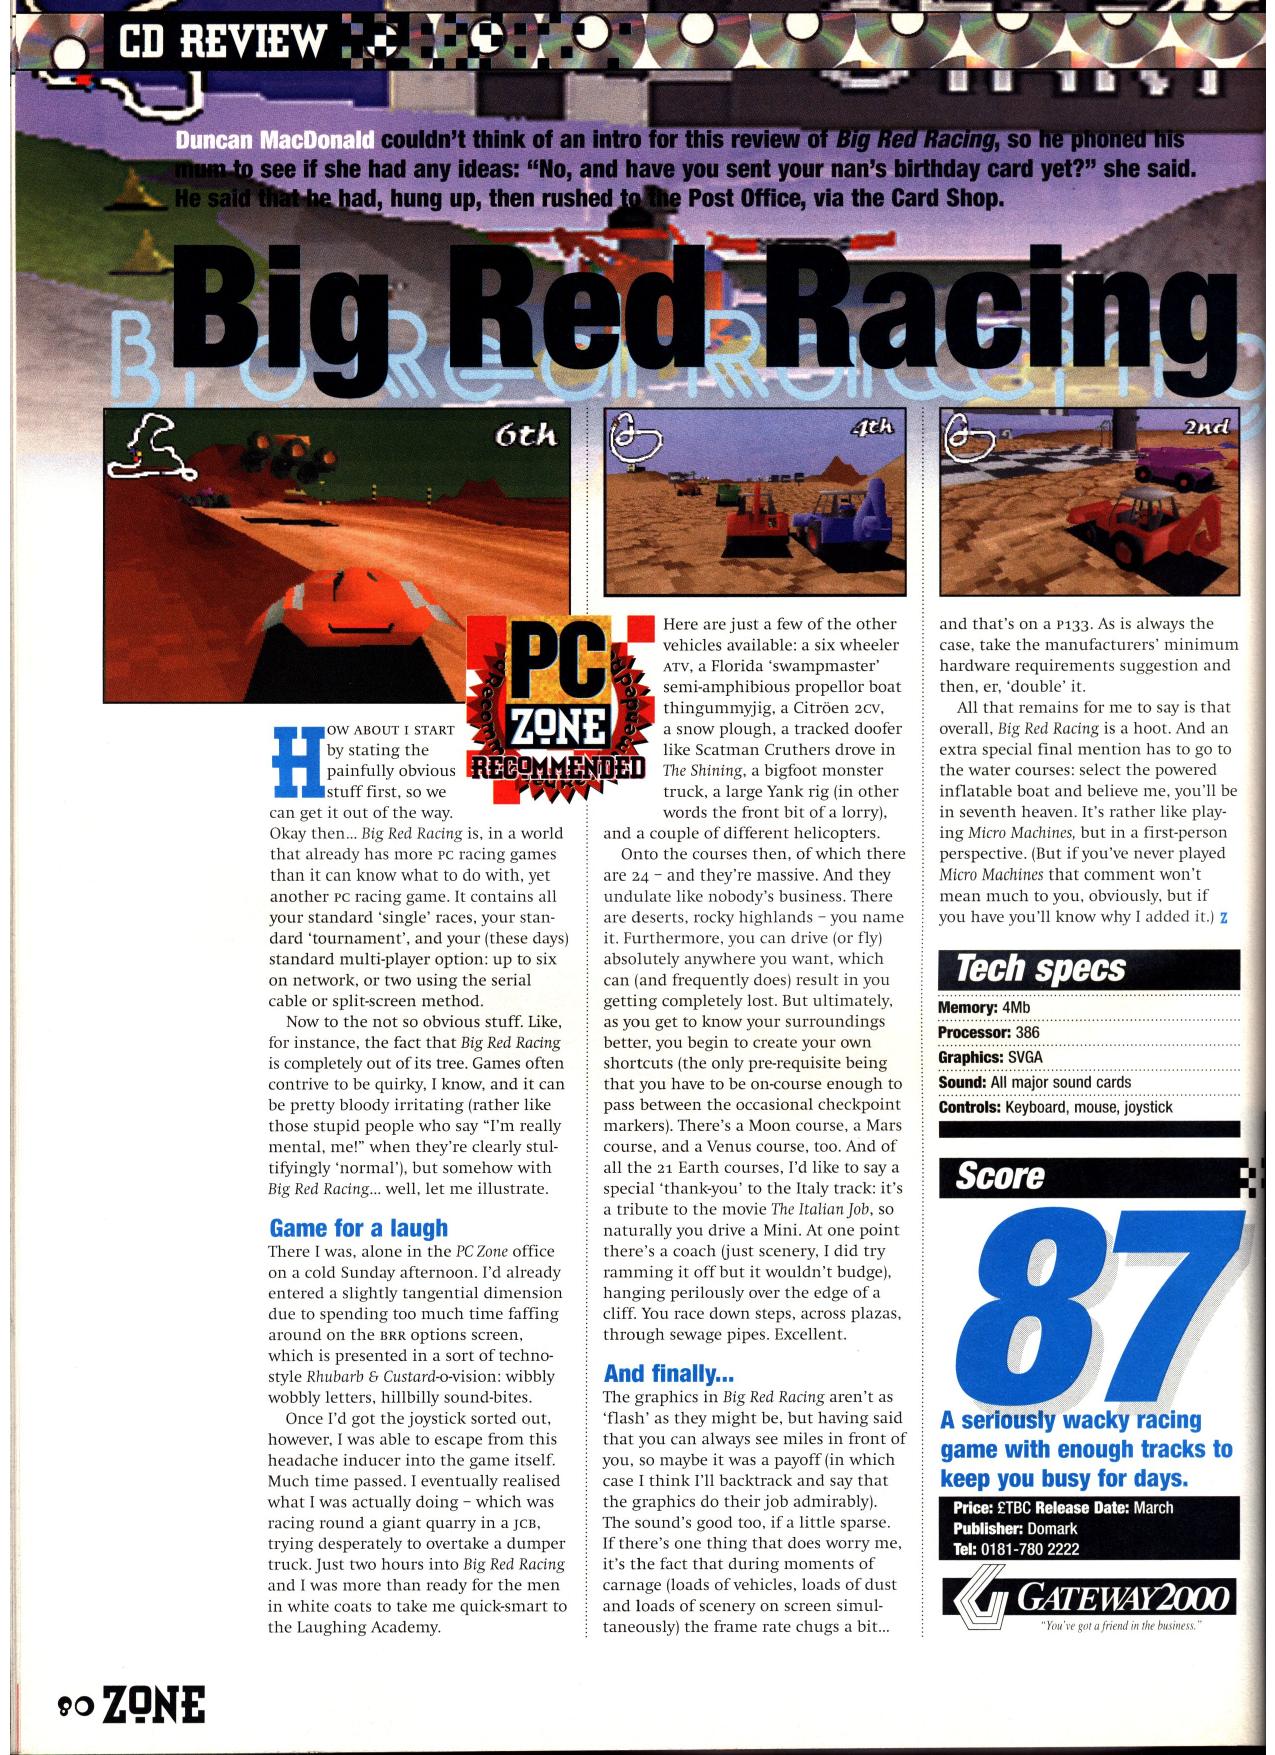 CD REVIEW
Duncan MacDonald couldn't think of an intro for this review of Big Red Racing, so he phoned his
mum to see if she had any ideas: “No, and have you sent your nan's birthday card yet?” she said.
He said that he had, hung up, then rushed to the Post Office, via the Card Shop.
Big Red Racing
Big Red Racing
6th
4th
2nd
PC
ZONE
RECOMMENDED
HOW ABOUT I START
by stating the
painfully obvious
stuff first, so we
can get it out of the way.
Okay then... Big Red Racing is, in a world
that already has more PC racing games
than it can know what to do with, yet
another PC racing game. It contains all
your standard ‘single’ races, your stan-
dard ‘tournament’, and your (these days)
standard multi-player option: up to six
on network, or two using the serial
cable or split-screen method.
Now to the not so obvious stuff. Like,
for instance, the fact that Big Red Racing
is completely out of its tree. Games often
contrive to be quirky, I know, and it can
be pretty bloody irritating (rather like
those stupid people who say “I'm really
mental, me!” when they're clearly stul-
tifyingly ‘normal’), but somehow with
Big Red Racing... well, let me illustrate.
Game for a laugh
There I was, alone in the PC Zone office
on a cold Sunday afternoon. I'd already
entered a slightly tangential dimension
due to spending too much time faffing
around on the BRR options screen,
which is presented in a sort of techno-
style Rhubarb & Custard-o-vision: wibbly
wobbly letters, hillbilly sound-bites.
Once I'd got the joystick sorted out,
however, I was able to escape from this
headache inducer into the game itself.
Much time passed. I eventually realised
what I was actually doing – which was
racing round a giant quarry in a JCB,
trying desperately to overtake a dumper
truck. Just two hours into Big Red Racing
and I was more than ready for the men
in white coats to take me quick-smart to
the Laughing Academy.
Here are just a few of the other
vehicles available: a six wheeler
ATV, a Florida ‘swampmaster’
semi-amphibious propellor boat
thingummyjig, a Citröen 2CV,
a snow plough, a tracked doofer
like Scatman Cruthers drove in
The Shining, a bigfoot monster
truck, a large Yank rig (in other
words the front bit of a lorry),
and a couple of different helicopters.
Onto the courses then, of which there
are 24 – and they're massive. And they
undulate like nobody's business. There
are deserts, rocky highlands – you name
it. Furthermore, you can drive (or fly)
absolutely anywhere you want, which
can (and frequently does) result in you
getting completely lost. But ultimately,
as you get to know your surroundings
better, you begin to create your own
shortcuts (the only pre-requisite being
that you have to be on-course enough to
pass between the occasional checkpoint
markers). There's a Moon course, a Mars
course, and a Venus course, too. And of
all the 21 Earth courses, I'd like to say a
special ‘thank-you’ to the Italy track: it's
a tribute to the movie The Italian Job, so
naturally you drive a Mini. At one point
there's a coach (just scenery, I did try
ramming it off but it wouldn't budge),
hanging perilously over the edge of a
cliff. You race down steps, across plazas,
through sewage pipes. Excellent.
And finally...
The graphics in Big Red Racing aren't as
‘flash’ as they might be, but having said
that you can always see miles in front of
you, so maybe it was a payoff (in which
case I think I'll backtrack and say that
the graphics do their job admirably).
The sound's good too, if a little sparse.
If there's one thing that does worry me,
it's the fact that during moments of
carnage (loads of vehicles, loads of dust
and loads of scenery on screen simul-
taneously) the frame rate chugs a bit...
and that's on a P133. As is always the
case, take the manufacturers' minimum
hardware requirements suggestion and
then, er, ‘double’ it.
All that remains for me to say is that
overall, Big Red Racing is a hoot. And an
extra special final mention has to go to
the water courses: select the powered
inflatable boat and believe me, you'll be
in seventh heaven. It's rather like play-
ing Micro Machines, but in a first-person
perspective. (But if you've never played
Micro Machines that comment won't
mean much to you, obviously, but if
you have you'll know why I added it.) Z
Tech specs
Memory: 4Mb
Processor: 386
Graphics: SVGA
Sound: All major sound cards
Controls: Keyboard, mouse, joystick
Score
87
A seriously wacky racing
game with enough tracks to
keep you busy for days.
Price: £TBC Release Date: March
Publisher: Domark
Tel: 0181-780 2222
GATEWAY2000
“You've got a friend in the business.”
80 ZONE